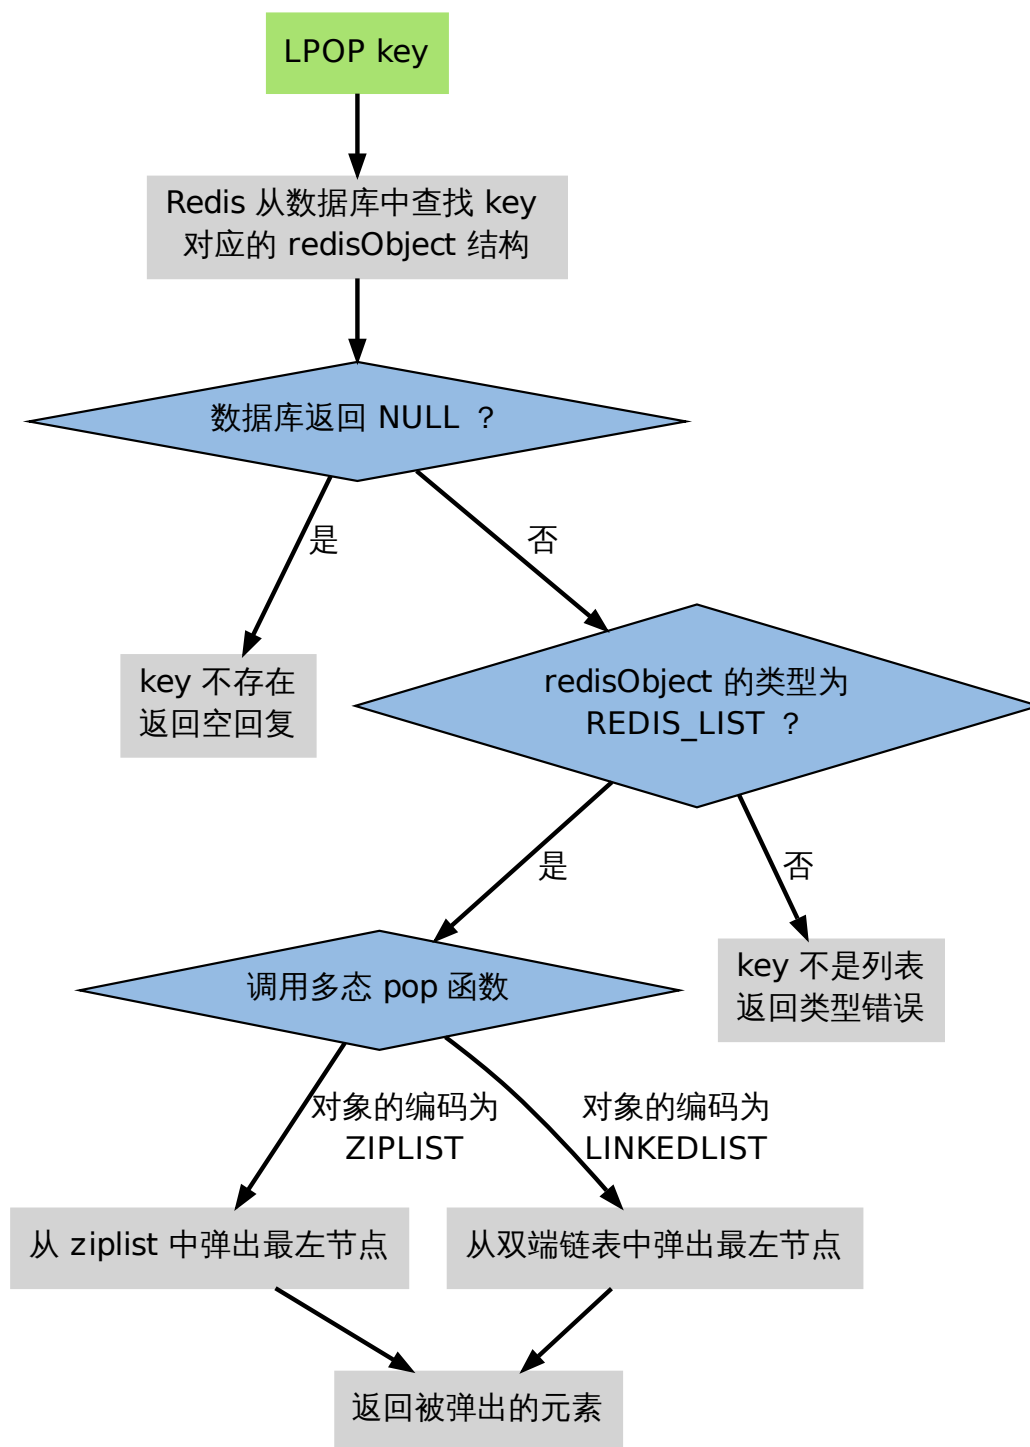 LPOP key
Redis 从数据库中查找 key
对应的 redisObject 结构
数据库返回 NULL ？
是
否
key 不存在
返回空回复
redisObject 的类型为
REDIS_LIST ？
是
否
key 不是列表
返回类型错误
调用多态 pop 函数
对象的编码为
ZIPLIST
对象的编码为
LINKEDLIST
从 ziplist 中弹出最左节点
从双端链表中弹出最左节点
返回被弹出的元素